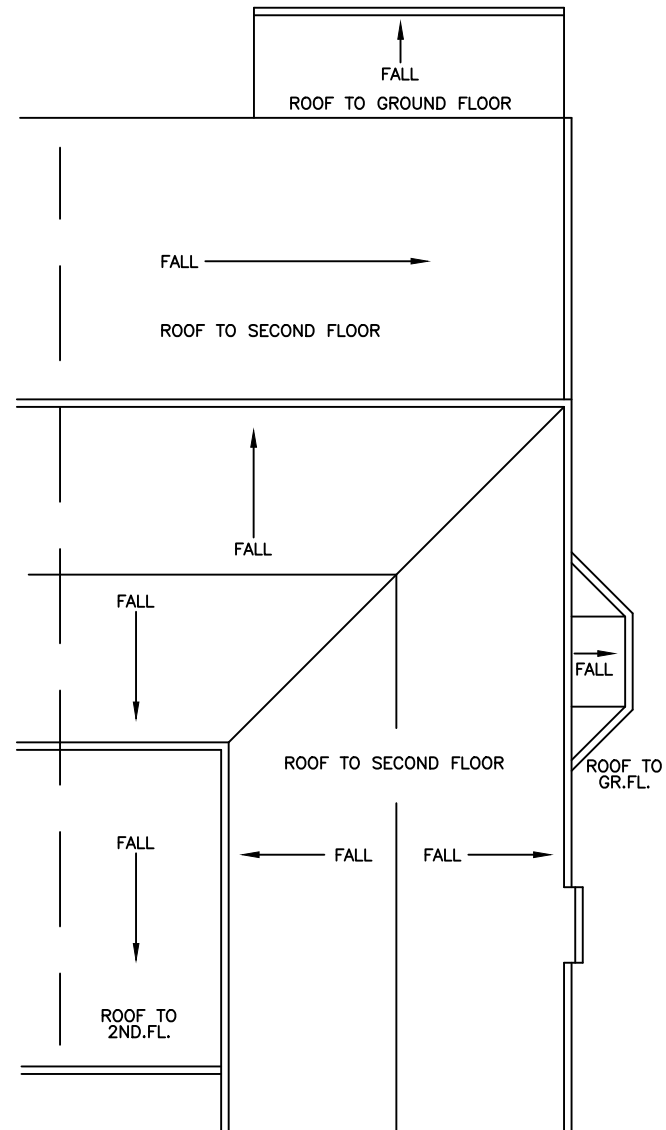 FALL
ROOF TO GROUND FLOOR
FALL
ROOF TO SECOND FLOOR
FALL
FALL
FALL
ROOF TO SECOND FLOOR
ROOF TO
GR.FL.
FALL
FALL
FALL
ROOF TO
2ND.FL.